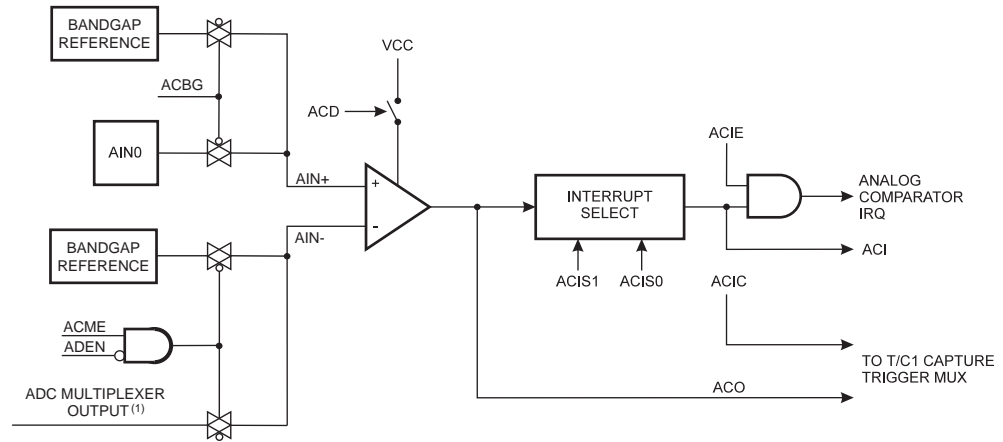 BANDGAP
REFERENCE
VCC
ACBG
ACD
ACIE
AIN0
AIN+
+
-
INTERRUPT
SELECT
ANALOG
COMPARATOR
IRQ
BANDGAP
REFERENCE
AIN-
ACI
ACIS1
ACIS0
ACIC
ACME
ADEN
TO T/C1 CAPTURE
TRIGGER MUX
ADC MULTIPLEXER
OUTPUT (1)
ACO